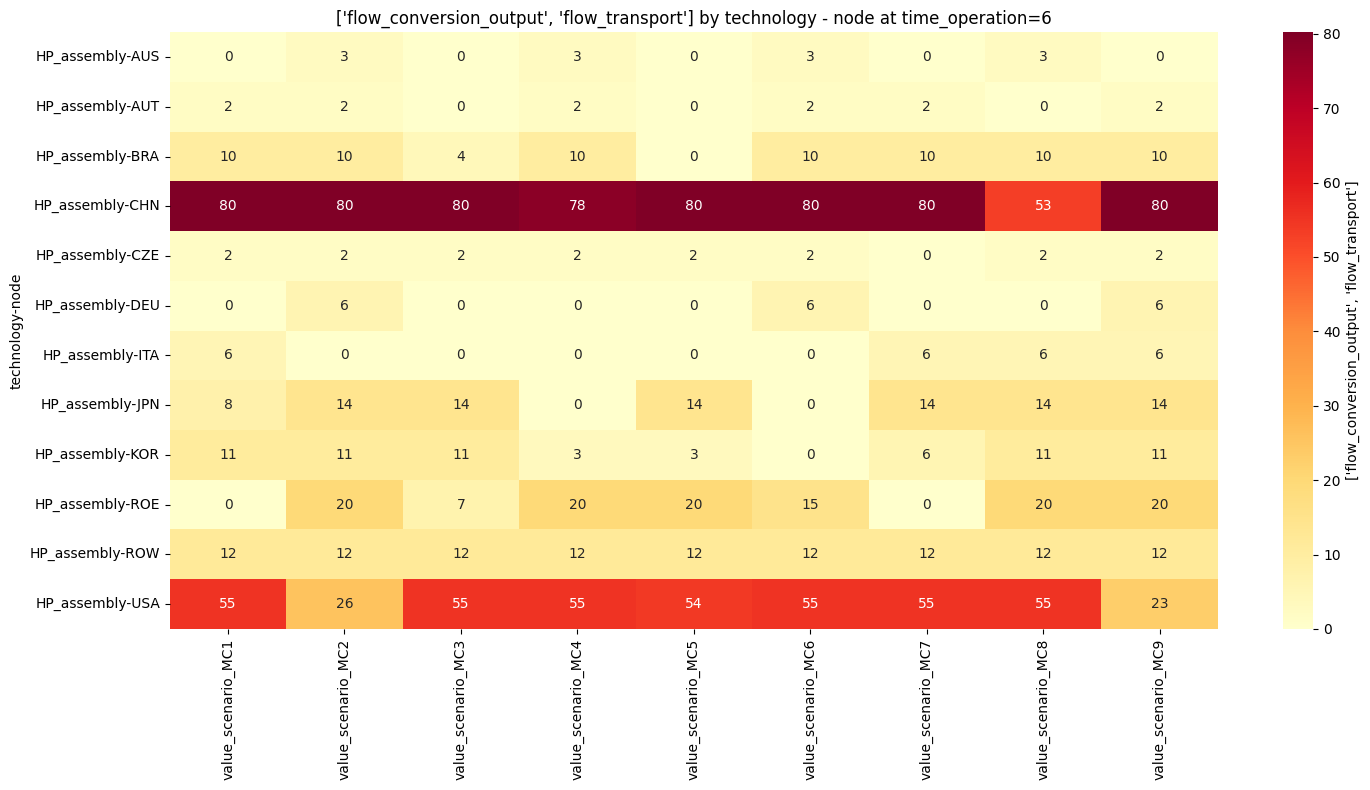 ['flow_conversion_output', 'flow_transport'] by technology - node at time_operation=6
HP_assembly-AUS 0 3 0 3 0 3 0 3 0
HP_assembly-AUT 2 2 0 2 0 2 2 0 2
HP_assembly-BRA 10 10 4 10 0 10 10 10 10
HP_assembly-CHN 80 80 80 78 80 80 80 53 80
HP_assembly-CZE 2 2 2 2 2 2 0 2 2
HP_assembly-DEU 0 6 0 0 0 6 0 0 6
HP_assembly-ITA 6 0 0 0 0 0 6 6 6
HP_assembly-JPN 8 14 14 0 14 0 14 14 14
HP_assembly-KOR 11 11 11 3 3 0 6 11 11
HP_assembly-ROE 0 20 7 20 20 15 0 20 20
HP_assembly-ROW 12 12 12 12 12 12 12 12 12
HP_assembly-USA 55 26 55 55 54 55 55 55 23
technology-node
value_scenario_MC1
value_scenario_MC2
value_scenario_MC3
value_scenario_MC4
value_scenario_MC5
value_scenario_MC6
value_scenario_MC7
value_scenario_MC8
value_scenario_MC9
80
70
60
50
40
30
20
10
0
['flow_conversion_output', 'flow_transport']